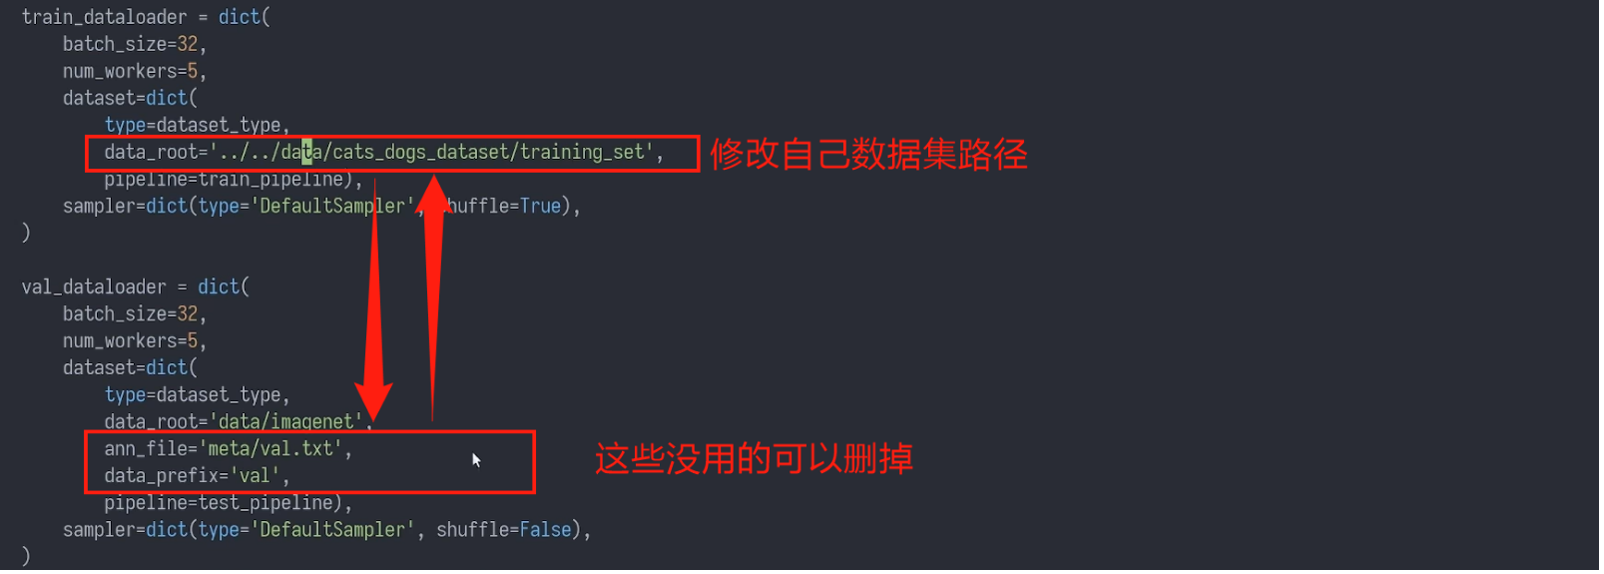 train_dataloader = dict(
    batch_size=32,
    num_workers=5,
    dataset=dict(
        type=dataset_type,
        data_root='../../data/cats_dogs_dataset/training_set', 修改自己数据集路径
        pipeline=train_pipeline),
    sampler=dict(type='DefaultSampler', shuffle=True),
)
val_dataloader = dict(
    batch_size=32,
    num_workers=5,
    dataset=dict(
        type=dataset_type,
        data_root='data/imagenet',
        ann_file='meta/val.txt',
这些没用的可以删掉
        data_prefix='val',
        pipeline=test_pipeline),
    sampler=dict(type='DefaultSampler', shuffle=False),
)